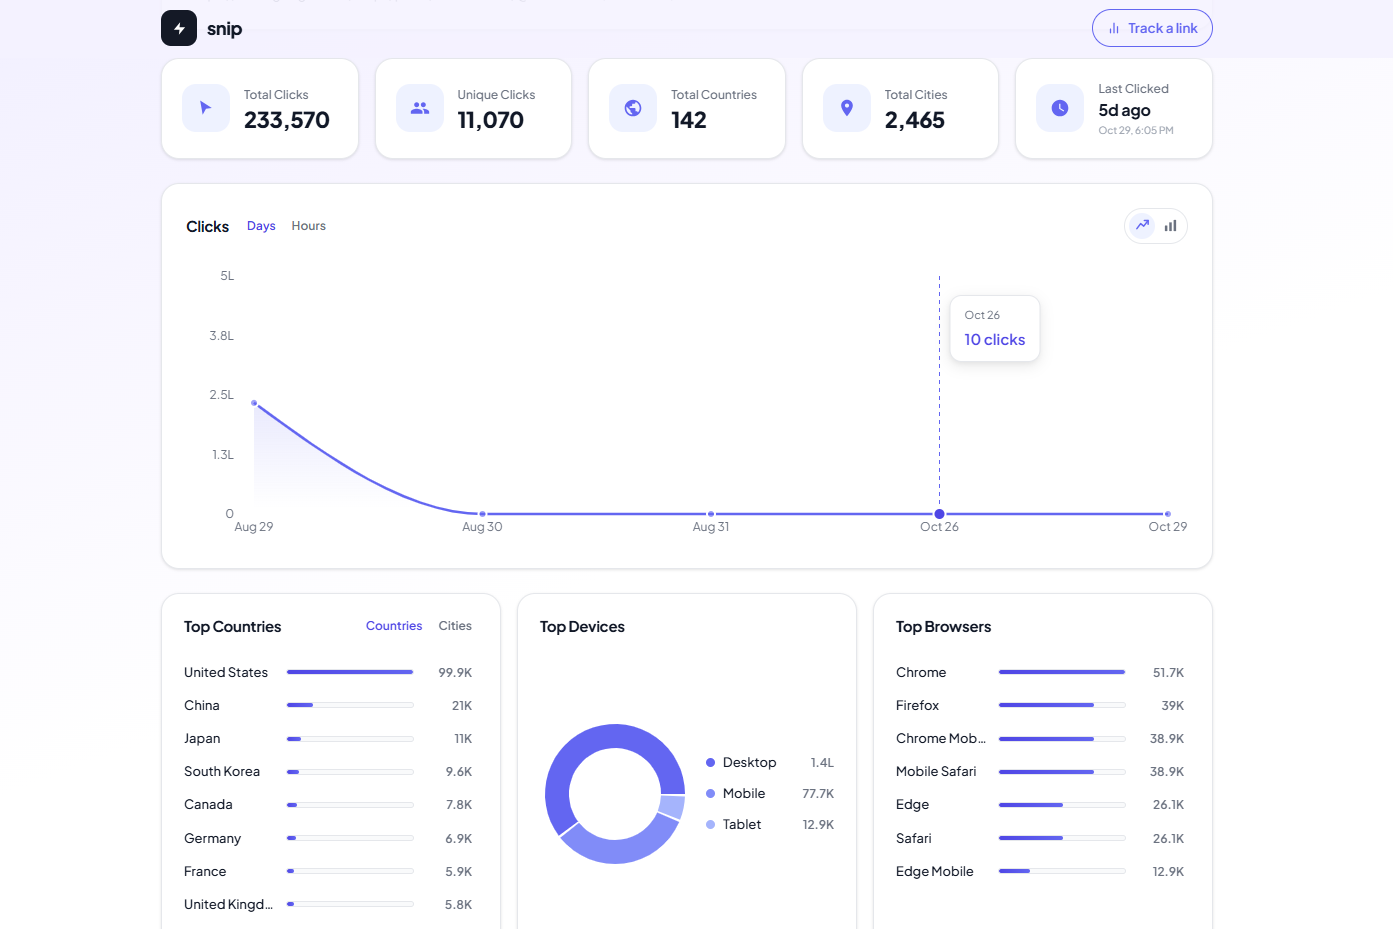 snip
Track a link
Total Clicks
233,570
Unique Clicks
11,070
Total Countries
142
Total Cities
2,465
Last Clicked
5d ago
Oct 29, 6:05 PM
Clicks Days Hours
5L
3.8L
2.5L
1.3L
0
Oct 26
10 clicks
Aug 29 Aug 30 Aug 31 Oct 26 Oct 29
Top Countries Countries Cities
United States 99.9K
China 21K
Japan 11K
South Korea 9.6K
Canada 7.8K
Germany 6.9K
France 5.9K
United Kingd... 5.8K
Top Devices
Desktop 1.4L
Mobile 77.7K
Tablet 12.9K
Top Browsers
Chrome 51.7K
Firefox 39K
Chrome Mob... 38.9K
Mobile Safari 38.9K
Edge 26.1K
Safari 26.1K
Edge Mobile 12.9K